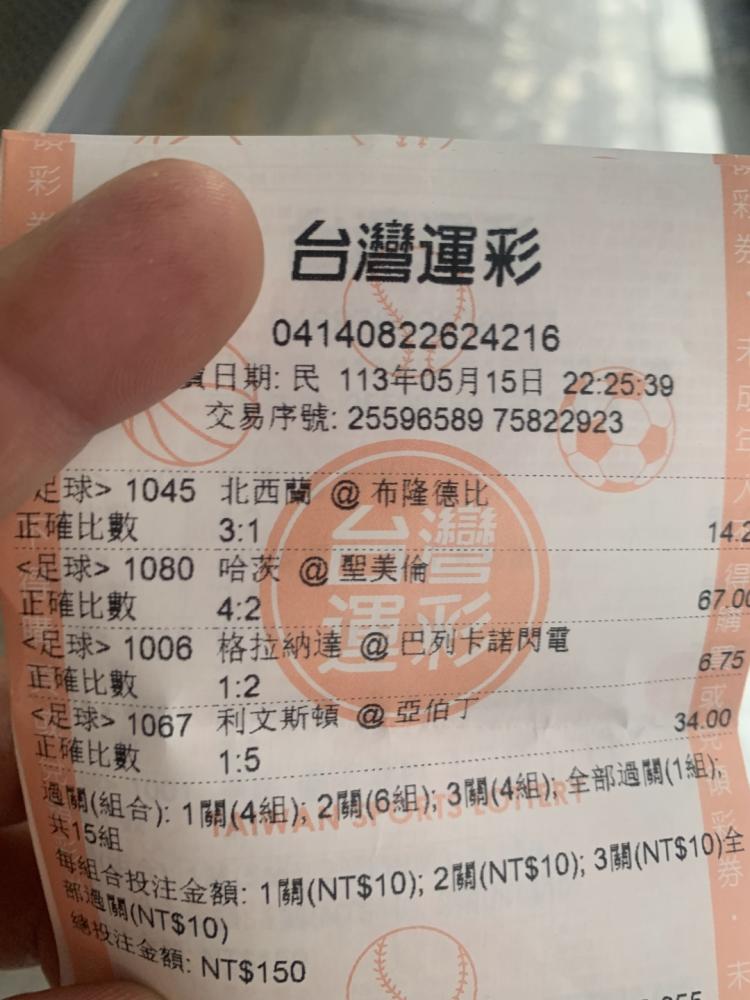 台灣運彩
04140822624216
日期: 民 113年05月15日 22:25:39
交易序號: 25596589 75822923
足球> 1045 北西蘭 @ 布隆德比
正確比數 3:1 14.2
<足球> 1080 哈茨 @ 聖美倫
正確比數 4:2 67.00
<足球> 1006 格拉納達 @ 巴列卡諾閃電
正確比數 1:2 6.75
<足球> 1067 利文斯頓 @ 亞伯丁
正確比數 1:5 34.00
過關(組合): 1關(4組); 2關(6組); 3關(4組); 全部過關(1組),
共15組
每組合投注金額: 1關(NT$10); 2關(NT$10); 3關(NT$10)全
部過關(NT$10)
總投注金額: NT$150
台灣運彩
TAIWAN SPORTS LOTTERY